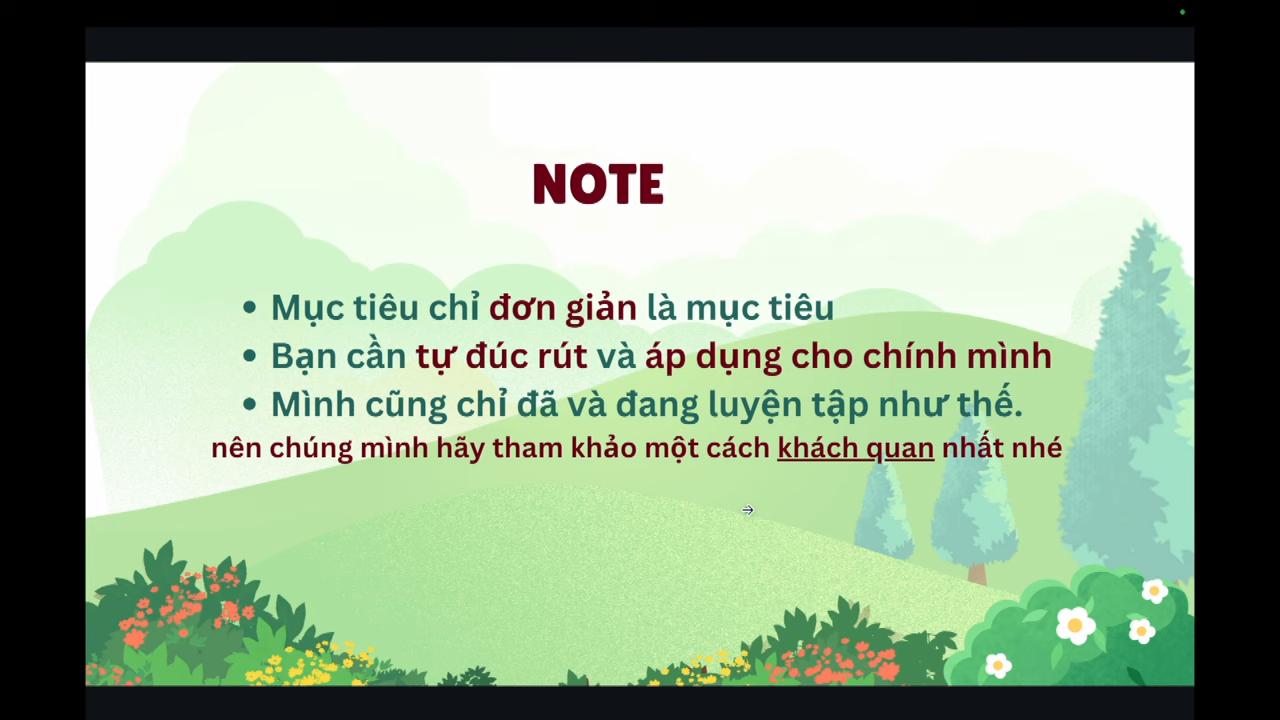 NOTE
• Mục tiêu chỉ đơn giản là mục tiêu
• Bạn cần tự đúc rút và áp dụng cho chính mình
• Mình cũng chỉ đã và đang luyện tập như thế.
nên chúng mình hãy tham khảo một cách khách quan nhất nhé